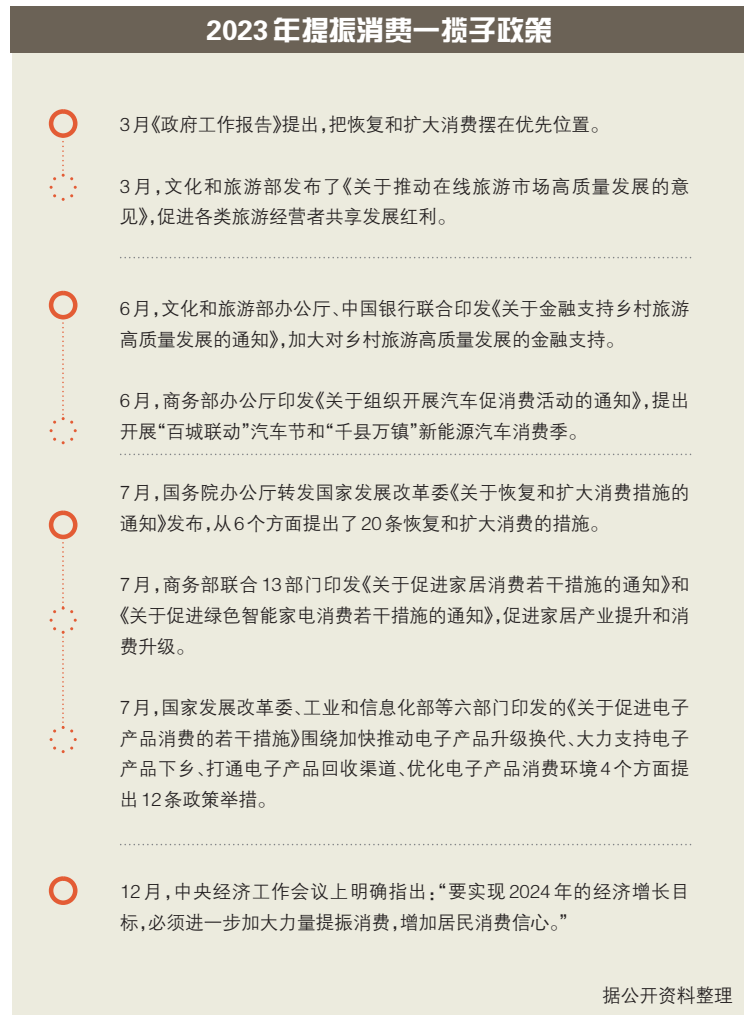 2023年提振消费一揽子政策
3月《政府工作报告》提出,把恢复和扩大消费摆在优先位置。
3月,文化和旅游部发布了《关于推动在线旅游市场高质量发展的意
见》,促进各类旅游经营者共享发展红利。
6月,文化和旅游部办公厅、中国银行联合印发《关于金融支持乡村旅游
高质量发展的通知》,加大对乡村旅游高质量发展的金融支持。
6月,商务部办公厅印发《关于组织开展汽车促消费活动的通知》,提出
开展“百城联动”汽车节和“千县万镇”新能源汽车消费季。
7月,国务院办公厅转发国家发展改革委《关于恢复和扩大消费措施的
通知》发布,从6个方面提出了20条恢复和扩大消费的措施。
7月,商务部联合13部门印发《关于促进家居消费若干措施的通知》和
《关于促进绿色智能家电消费若干措施的通知》,促进家居产业提升和消
费升级。
7月,国家发展改革委、工业和信息化部等六部门印发的《关于促进电子
产品消费的若干措施》围绕加快推动电子产品升级换代、大力支持电子
产品下乡、打通电子产品回收渠道、优化电子产品消费环境4个方面提
出12条政策举措。
12月,中央经济工作会议上明确指出:“要实现2024年的经济增长目
标,必须进一步加大力量提振消费,增加居民消费信心。”
据公开资料整理